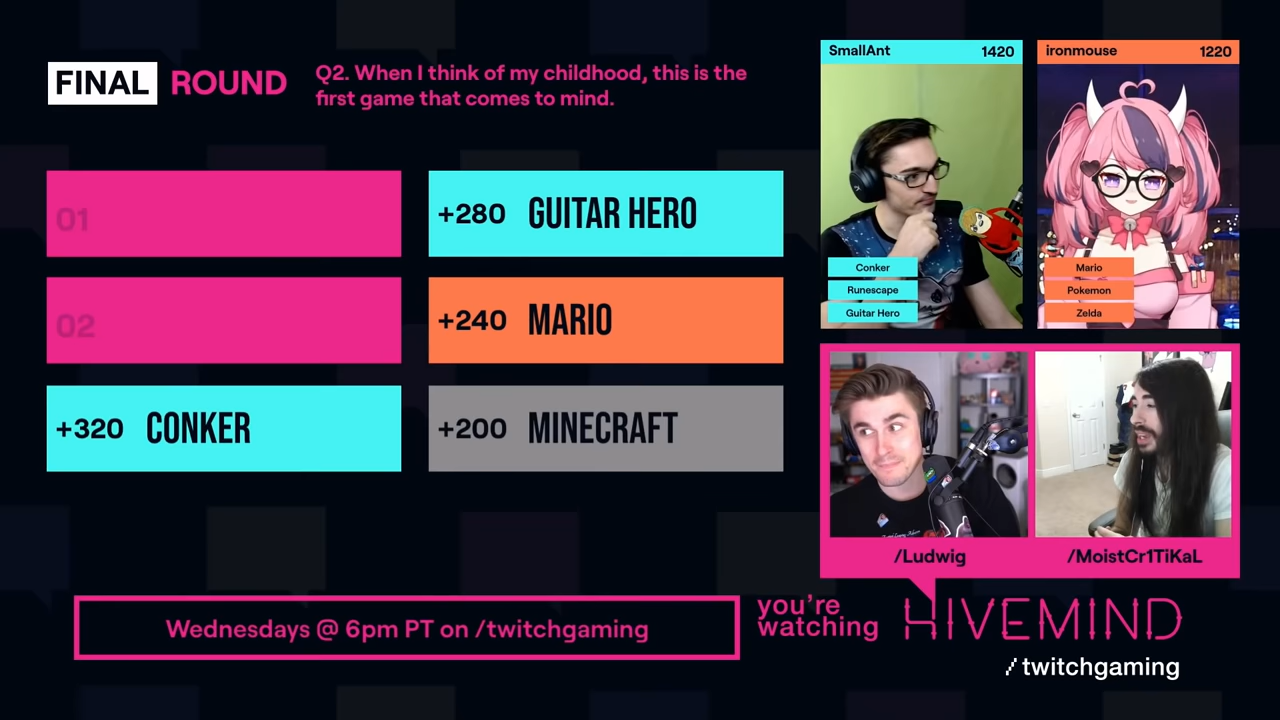 FINAL ROUND
Q2. When I think of my childhood, this is the
first game that comes to mind.
01
02
+320 CONKER
+280 GUITAR HERO
+240 MARIO
+200 MINECRAFT
SmallAnt 1420
Conker
Runescape
Guitar Hero
ironmouse 1220
Mario
Pokemon
Zelda
/Ludwig
/MoistCr1TiKaL
Wednesdays @ 6pm PT on /twitchgaming
you're
watching
HIVEMIND
/twitchgaming